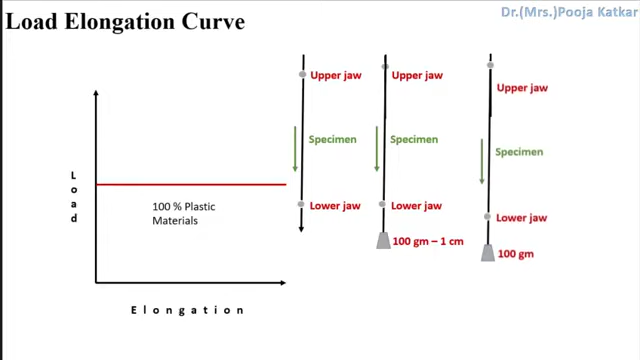 Dr.(Mrs.)Pooja Katkar
Load Elongation Curve
Load
100 % Plastic
Materials
Elongation
Upper jaw
Specimen
Lower jaw
Upper jaw
Specimen
Lower jaw
100 gm – 1 cm
Upper jaw
Specimen
Lower jaw
100 gm